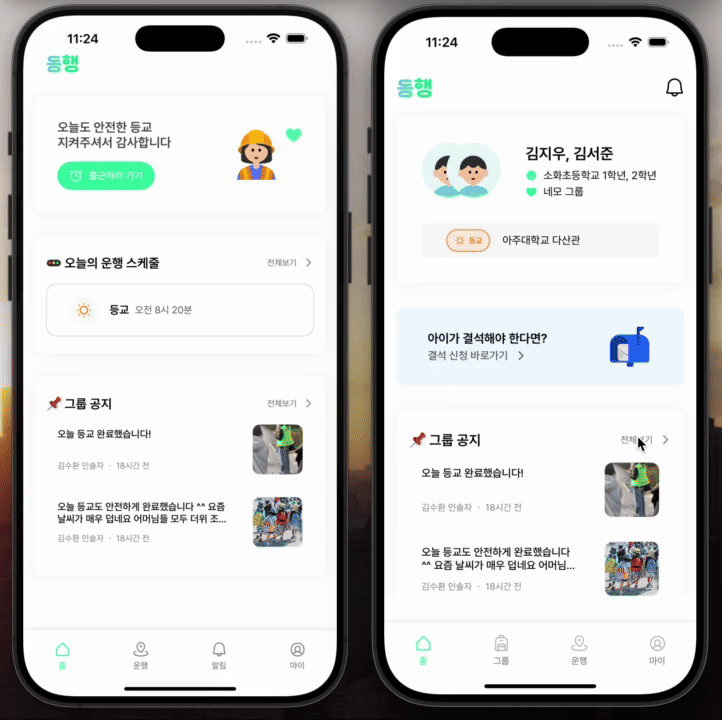 11:24
동행
오늘도 안전한 등교
지켜주셔서 감사합니다
출근하러 가기
오늘의 운행 스케줄
전체보기
등교 오전 8시 20분
그룹 공지
전체보기
오늘 등교 완료했습니다!
김수환 인솔자 · 18시간 전
오늘 등교도 안전하게 완료했습니다 ^^ 요즘
날씨가 매우 덥네요 어머님들 모두 더위 조...
김수환 인솔자 · 18시간 전
홈
운행
알림
마이
11:24
동행
김지우, 김서준
소화초등학교 1학년, 2학년
네모 그룹
등교 아주대학교 다산관
아이가 결석해야 한다면?
결석 신청 바로가기
그룹 공지
전체보기
오늘 등교 완료했습니다!
김수환 인솔자 · 18시간 전
오늘 등교도 안전하게 완료했습니다
^^ 요즘 날씨가 매우 덥네요 어머님...
김수환 인솔자 · 18시간 전
홈
그룹
운행
마이